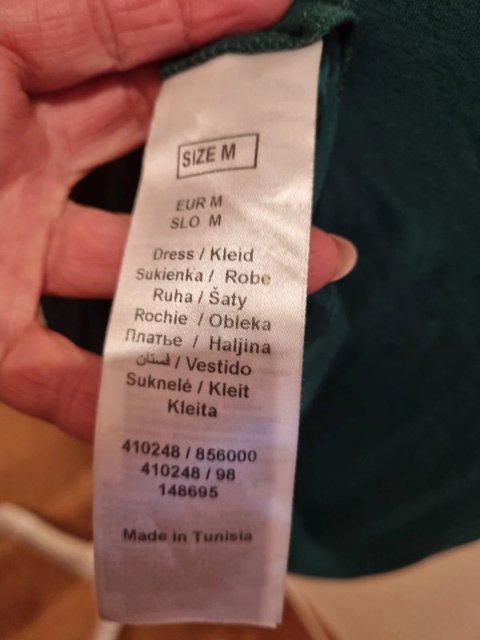 SIZE M
EUR M
SLO M
Dress / Kleid
Sukienka / Robe
Ruha / Šaty
Rochie / Obleka
Платье / Haljina
فستان / Vestido
Suknelė / Kleit
Kleita
410248 / 856000
410248 / 98
148695
Made in Tunisia